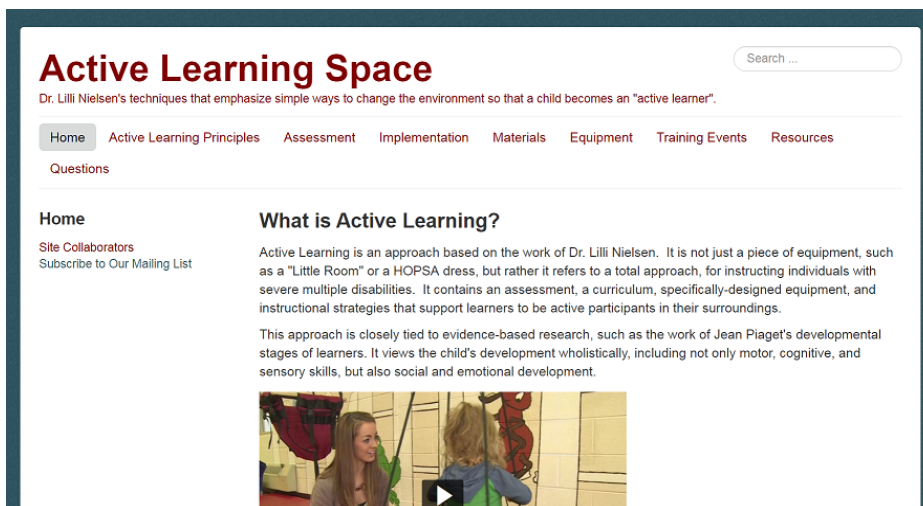 Active Learning Space
Search ...
Dr. Lilli Nielsen's techniques that emphasize simple ways to change the environment so that a child becomes an "active learner".
Home Active Learning Principles Assessment Implementation Materials Equipment Training Events Resources
Questions
Home
Site Collaborators
Subscribe to Our Mailing List
What is Active Learning?
Active Learning is an approach based on the work of Dr. Lilli Nielsen.  It is not just a piece of equipment, such
as a "Little Room" or a HOPSA dress, but rather it refers to a total approach, for instructing individuals with
severe multiple disabilities.  It contains an assessment, a curriculum, specifically-designed equipment, and
instructional strategies that support learners to be active participants in their surroundings.
This approach is closely tied to evidence-based research, such as the work of Jean Piaget's developmental
stages of learners. It views the child's development wholistically, including not only motor, cognitive, and
sensory skills, but also social and emotional development.